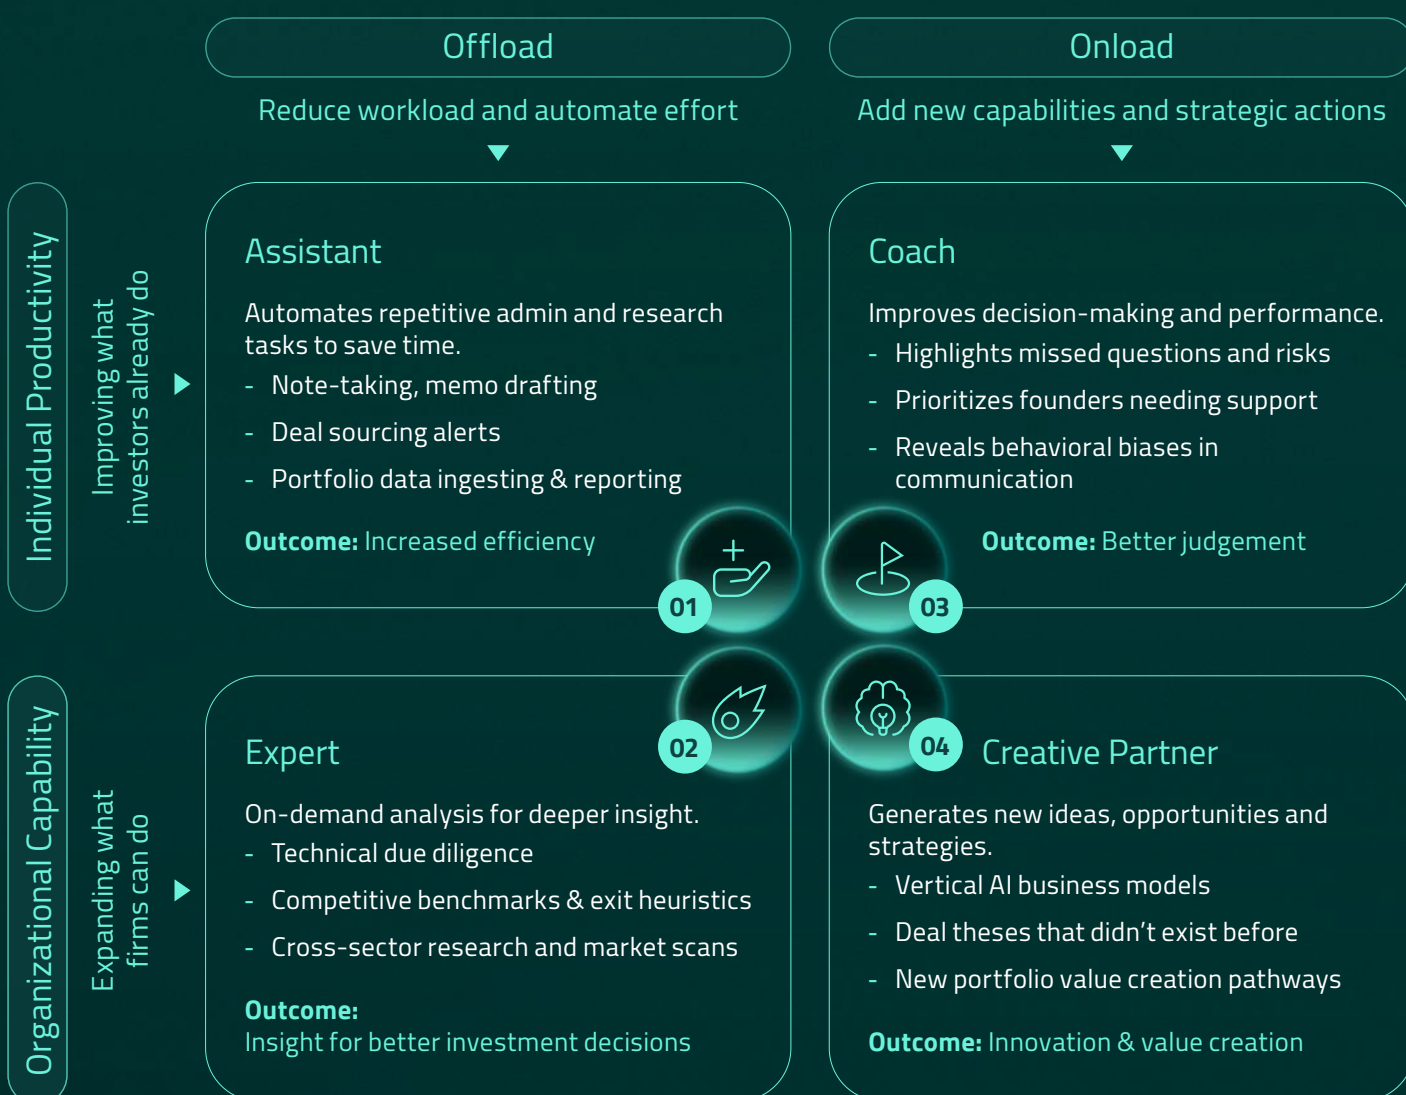 Offload
Reduce workload and automate effort
Onload
Add new capabilities and strategic actions
Individual Productivity
Improving what
investors already do
Assistant
Automates repetitive admin and research
tasks to save time.
- Note-taking, memo drafting
- Deal sourcing alerts
- Portfolio data ingesting & reporting
Outcome: Increased efficiency
01
Coach
Improves decision-making and performance.
- Highlights missed questions and risks
- Prioritizes founders needing support
- Reveals behavioral biases in
communication
Outcome: Better judgement
03
Organizational Capability
Expanding what
firms can do
Expert
02
On-demand analysis for deeper insight.
- Technical due diligence
- Competitive benchmarks & exit heuristics
- Cross-sector research and market scans
Outcome:
Insight for better investment decisions
04
Creative Partner
Generates new ideas, opportunities and
strategies.
- Vertical AI business models
- Deal theses that didn’t exist before
- New portfolio value creation pathways
Outcome: Innovation & value creation